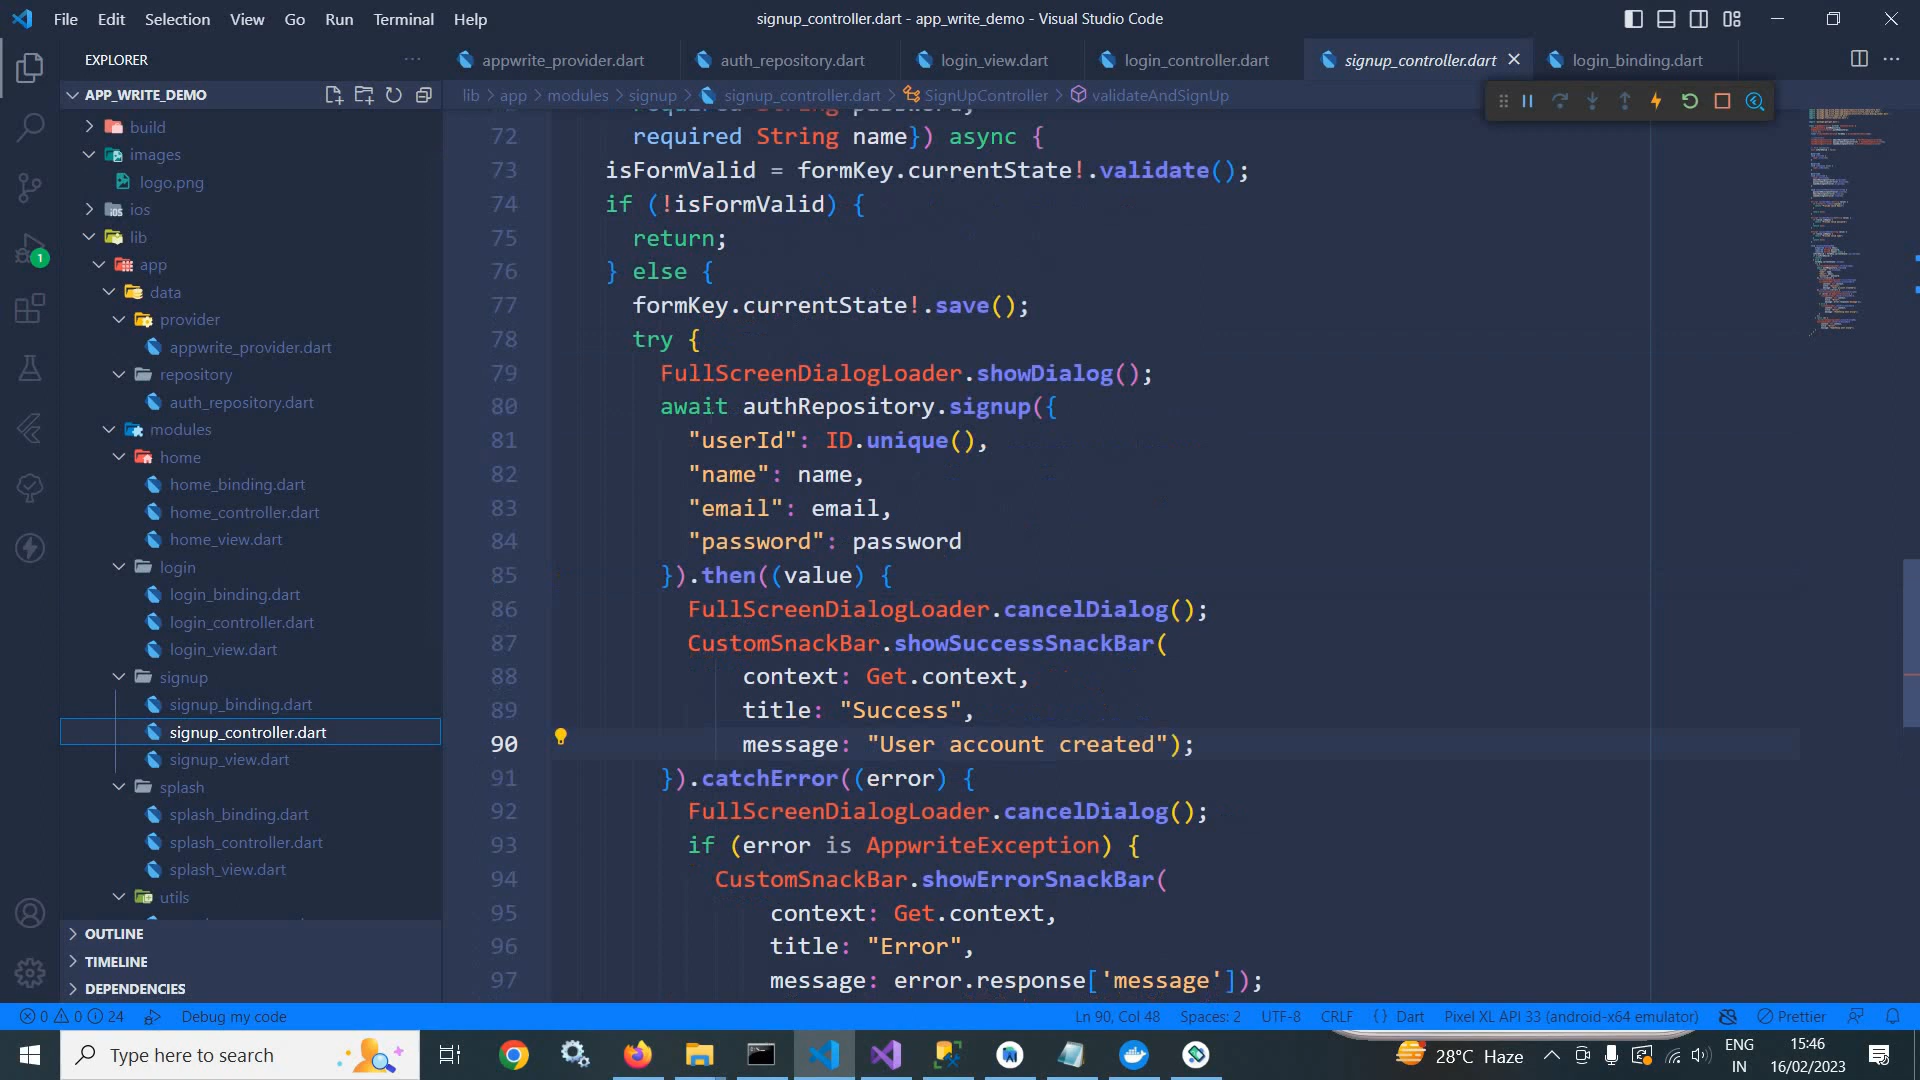 File Edit Selection View Go Run Terminal Help
signup_controller.dart - app_write_demo - Visual Studio Code
EXPLORER
appwrite_provider.dart
auth_repository.dart
login_view.dart
login_controller.dart
signup_controller.dart
login_binding.dart
lib > app > modules > signup > signup_controller.dart > SignUpController > validateAndSignUp
APP_WRITE_DEMO
build
images
logo.png
ios
lib
app
data
provider
appwrite_provider.dart
repository
auth_repository.dart
modules
home
home_binding.dart
home_controller.dart
home_view.dart
login
login_binding.dart
login_controller.dart
login_view.dart
signup
signup_binding.dart
signup_controller.dart
signup_view.dart
splash
splash_binding.dart
splash_controller.dart
splash_view.dart
utils
OUTLINE
TIMELINE
DEPENDENCIES
1
required String password,
72 required String name}) async {
73 isFormValid = formKey.currentState!.validate();
74 if (!isFormValid) {
75 return;
76 } else {
77 formKey.currentState!.save();
78 try {
79 FullScreenDialogLoader.showDialog();
80 await authRepository.signup({
81 "userId": ID.unique(),
82 "name": name,
83 "email": email,
84 "password": password
85 }).then((value) {
86 FullScreenDialogLoader.cancelDialog();
87 CustomSnackBar.showSuccessSnackBar(
88 context: Get.context,
89 title: "Success",
90 message: "User account created");
91 }).catchError((error) {
92 FullScreenDialogLoader.cancelDialog();
93 if (error is AppwriteException) {
94 CustomSnackBar.showErrorSnackBar(
95 context: Get.context,
96 title: "Error",
97 message: error.response['message']);
0 0 24 Debug my code
Ln 90, Col 48 Spaces: 2 UTF-8 CRLF {} Dart Pixel XL API 33 (android-x64 emulator) Prettier
Type here to search
28°C Haze
ENG
IN
15:46
16/02/2023